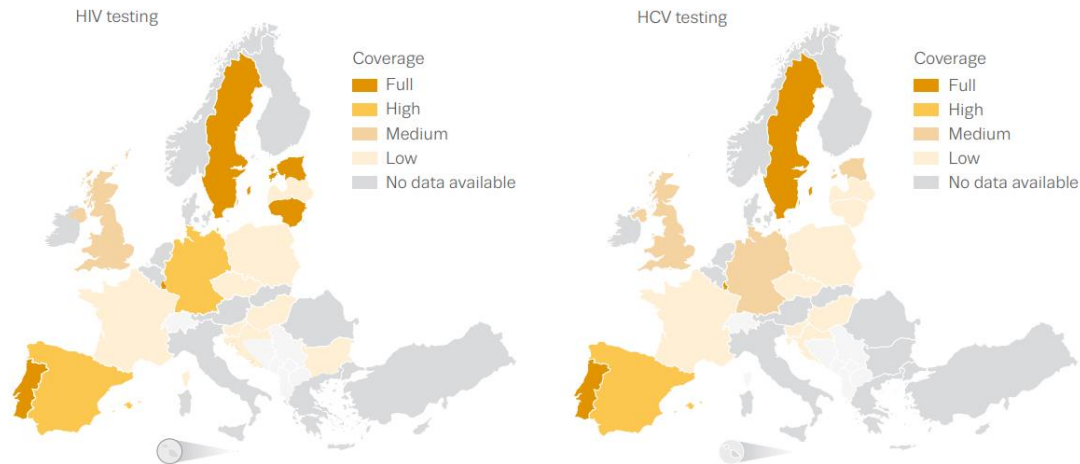 HIV testing
Coverage
Full
High
Medium
Low
No data available
HCV testing
Coverage
Full
High
Medium
Low
No data available